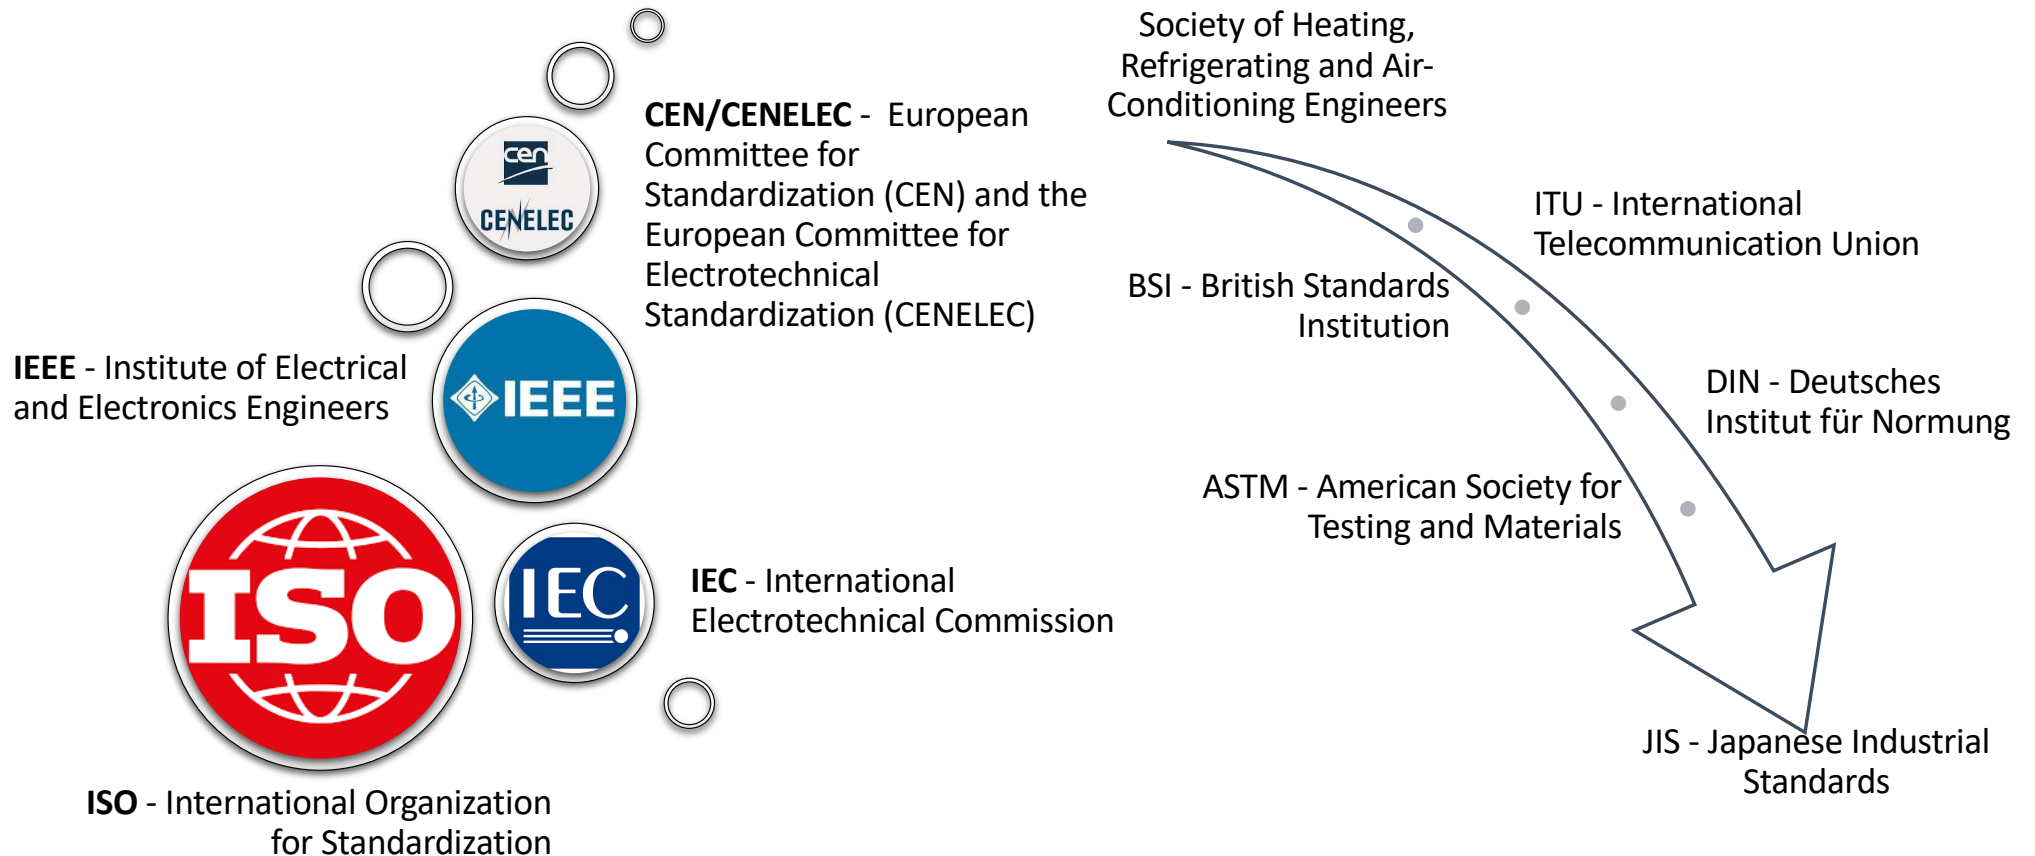 CEN/CENELEC - European
Committee for
Standardization (CEN) and the
European Committee for
Electrotechnical
Standardization (CENELEC)
cen
CENELEC
IEEE - Institute of Electrical
and Electronics Engineers
IEEE
ISO
IEC
IEC - International
Electrotechnical Commission
ISO - International Organization
for Standardization
Society of Heating,
Refrigerating and Air-
Conditioning Engineers
ITU - International
Telecommunication Union
BSI - British Standards
Institution
DIN - Deutsches
Institut für Normung
ASTM - American Society for
Testing and Materials
JIS - Japanese Industrial
Standards